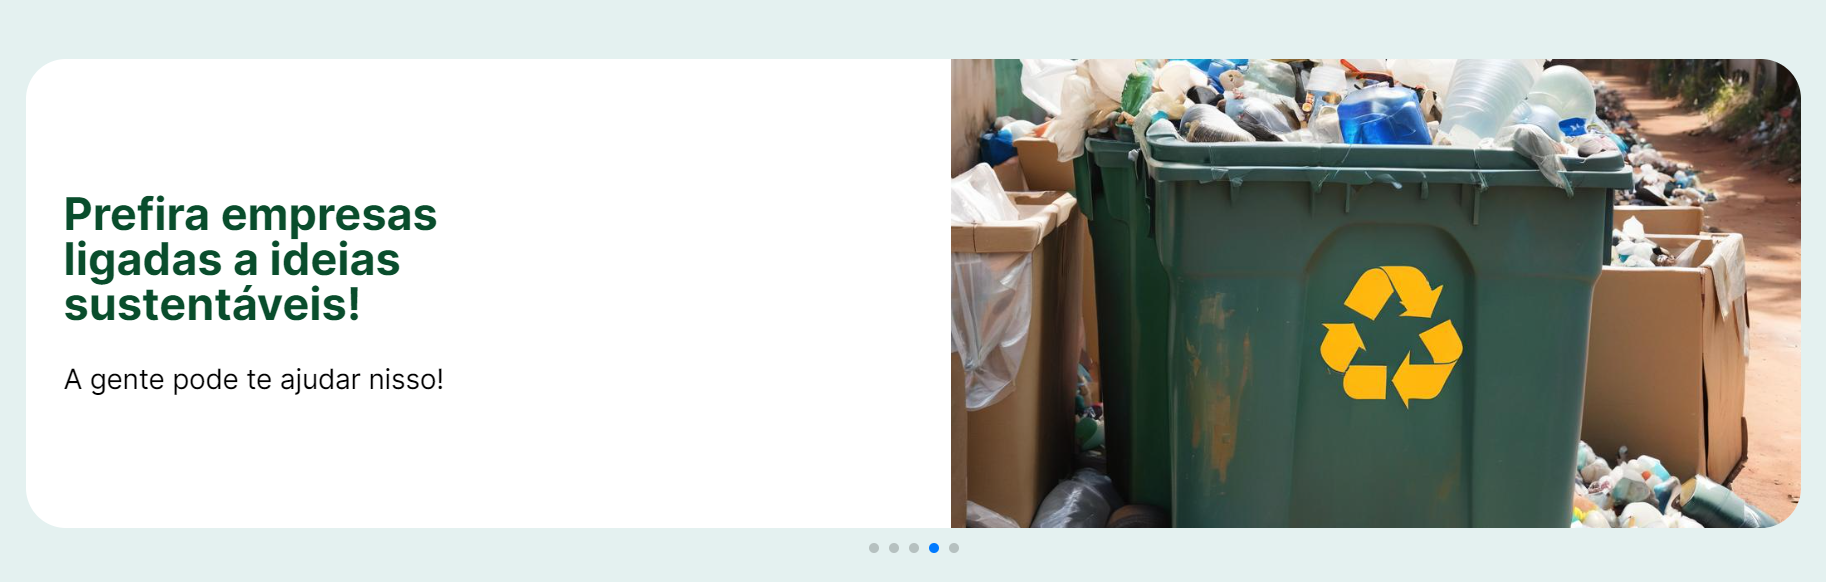 Prefira empresas
ligadas a ideias
sustentáveis!
A gente pode te ajudar nisso!